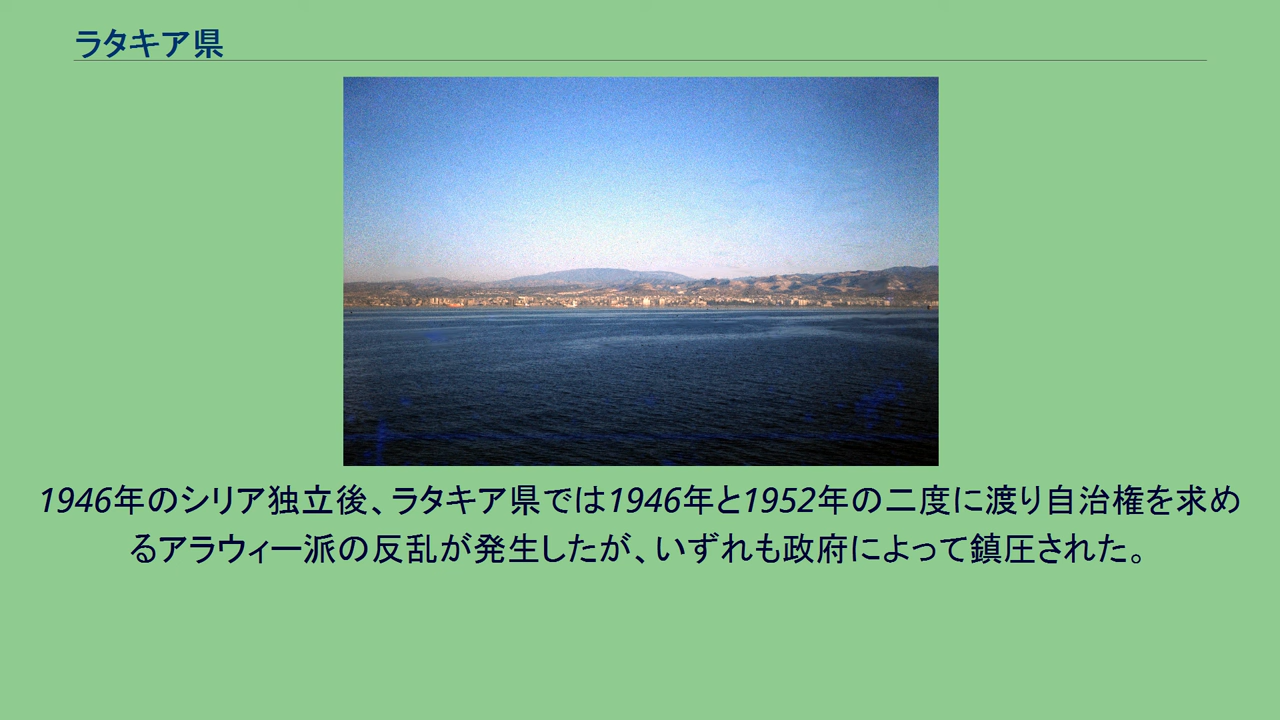 ラタキア県
1946年のシリア独立後、ラタキア県では1946年と1952年の二度に渡り自治権を求め
るアラウィー派の反乱が発生したが、いずれも政府によって鎮圧された。